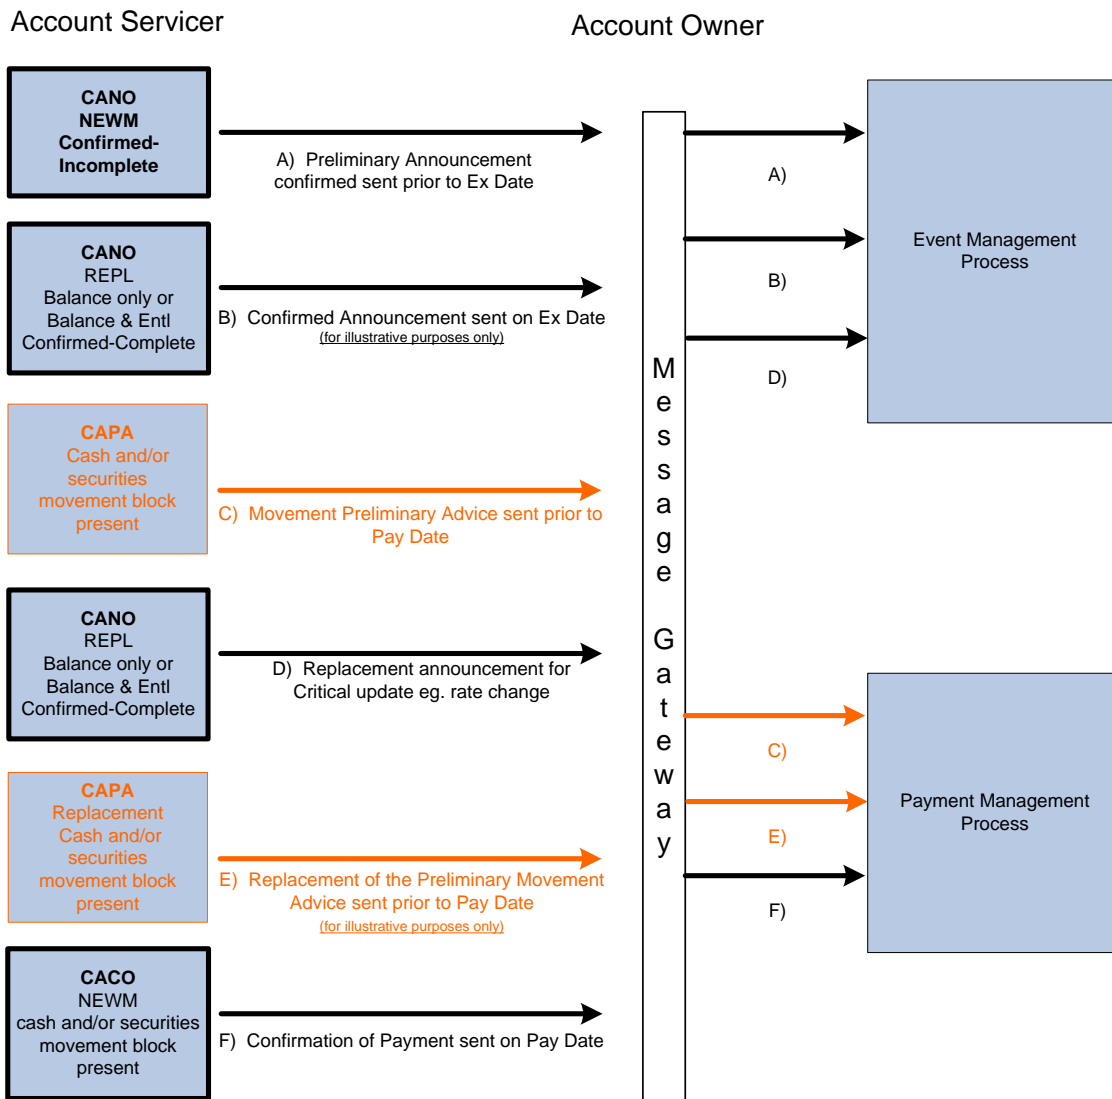 Account Servicer
Account Owner
CANO
NEWM
Confirmed-
Incomplete
A) Preliminary Announcement
confirmed sent prior to Ex Date
A)
CANO
REPL
Balance only or
Balance & Entl
Confirmed-Complete
B) Confirmed Announcement sent on Ex Date
(for illustrative purposes only)
B)
D)
Event Management
Process
CAPA
Cash and/or
securities
movement block
present
C) Movement Preliminary Advice sent prior to
Pay Date
Message Gateway
CANO
REPL
Balance only or
Balance & Entl
Confirmed-Complete
D) Replacement announcement for
Critical update eg. rate change
C)
CAPA
Replacement
Cash and/or
securities
movement block
present
E) Replacement of the Preliminary Movement
Advice sent prior to Pay Date
(for illustrative purposes only)
E)
F)
Payment Management
Process
CACO
NEWM
cash and/or securities
movement block
present
F) Confirmation of Payment sent on Pay Date